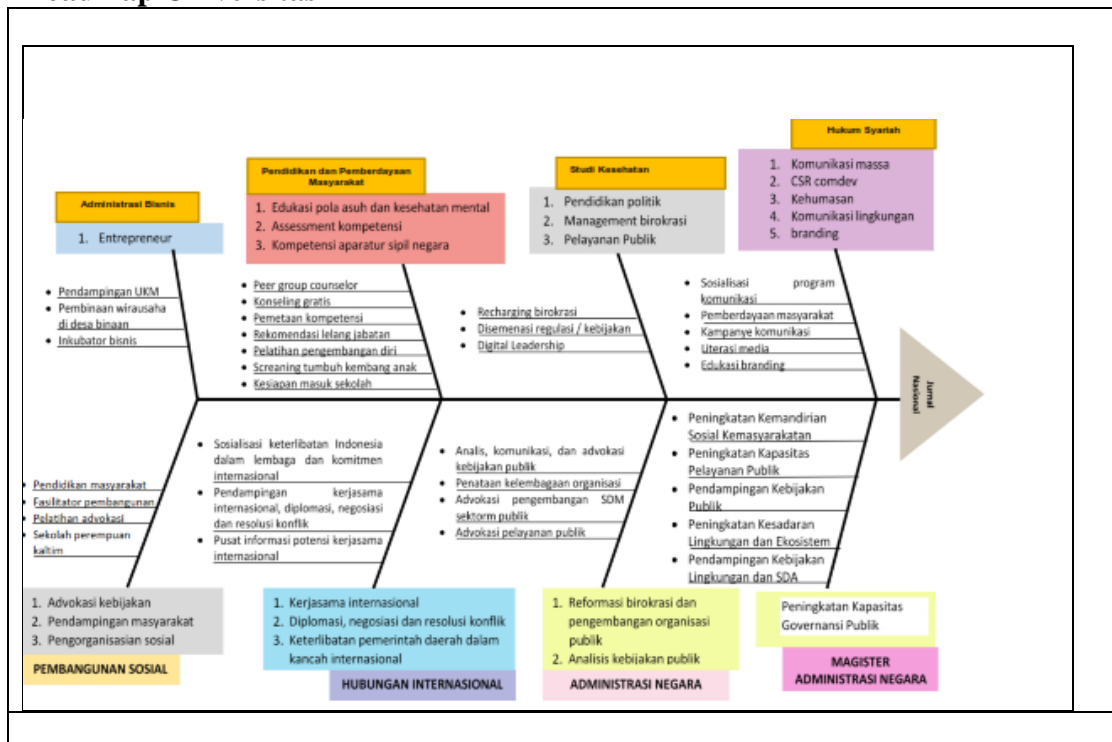 Administrasi Bisnis
1. Entrepreneur
• Pendampingan UKM
• Pembinaan wirausaha
di desa binaan
• Inkubator bisnis
Pendidikan dan Pemberdayaan
Masyarakat
1. Edukasi pola asuh dan kesehatan mental
2. Assessment kompetensi
3. Kompetensi aparatur sipil negara
• Peer group counselor
• Konseling gratis
• Pemetaan kompetensi
• Rekomendasi lelang jabatan
• Pelatihan pengembangan diri
• Screaning tumbuh kembang anak
• Kesiapan masuk sekolah
Studi Kesehatan
1. Pendidikan politik
2. Management birokrasi
3. Pelayanan Publik
• Recharging birokrasi
• Disemenasi regulasi / kebijakan
• Digital Leadership
Hukum Syariah
1. Komunikasi massa
2. CSR comdev
3. Kehumasan
4. Komunikasi lingkungan
5. branding
• Sosialisasi program
komunikasi
• Pemberdayaan masyarakat
• Kampanye komunikasi
• Literasi media
• Edukasi branding
Jurnal
Nasional
• Pendidikan masyarakat
• Fasilitator pembangunan
• Pelatihan advokasi
• Sekolah perempuan
kaltim
1. Advokasi kebijakan
2. Pendampingan masyarakat
3. Pengorganisasian sosial
PEMBANGUNAN SOSIAL
• Sosialisasi keterlibatan Indonesia
dalam lembaga dan komitmen
internasional
• Pendampingan kerjasama
internasional, diplomasi, negosiasi
dan resolusi konflik
• Pusat informasi potensi kerjasama
internasional
1. Kerjasama internasional
2. Diplomasi, negosiasi dan resolusi konflik
3. Keterlibatan pemerintah daerah dalam
kancah internasional
HUBUNGAN INTERNASIONAL
• Analis, komunikasi, dan advokasi
kebijakan publik
• Penataan kelembagaan organisasi
• Advokasi pengembangan SDM
sektorm publik
• Advokasi pelayanan publik
1. Reformasi birokrasi dan
pengembangan organisasi
publik
2. Analisis kebijakan publik
ADMINISTRASI NEGARA
• Peningkatan Kemandirian
Sosial Kemasyarakatan
• Peningkatan Kapasitas
Pelayanan Publik
• Pendampingan Kebijakan
Publik
• Peningkatan Kesadaran
Lingkungan dan Ekosistem
• Pendampingan Kebijakan
Lingkungan dan SDA
Peningkatan Kapasitas
Governansi Publik
MAGISTER
ADMINISTRASI NEGARA